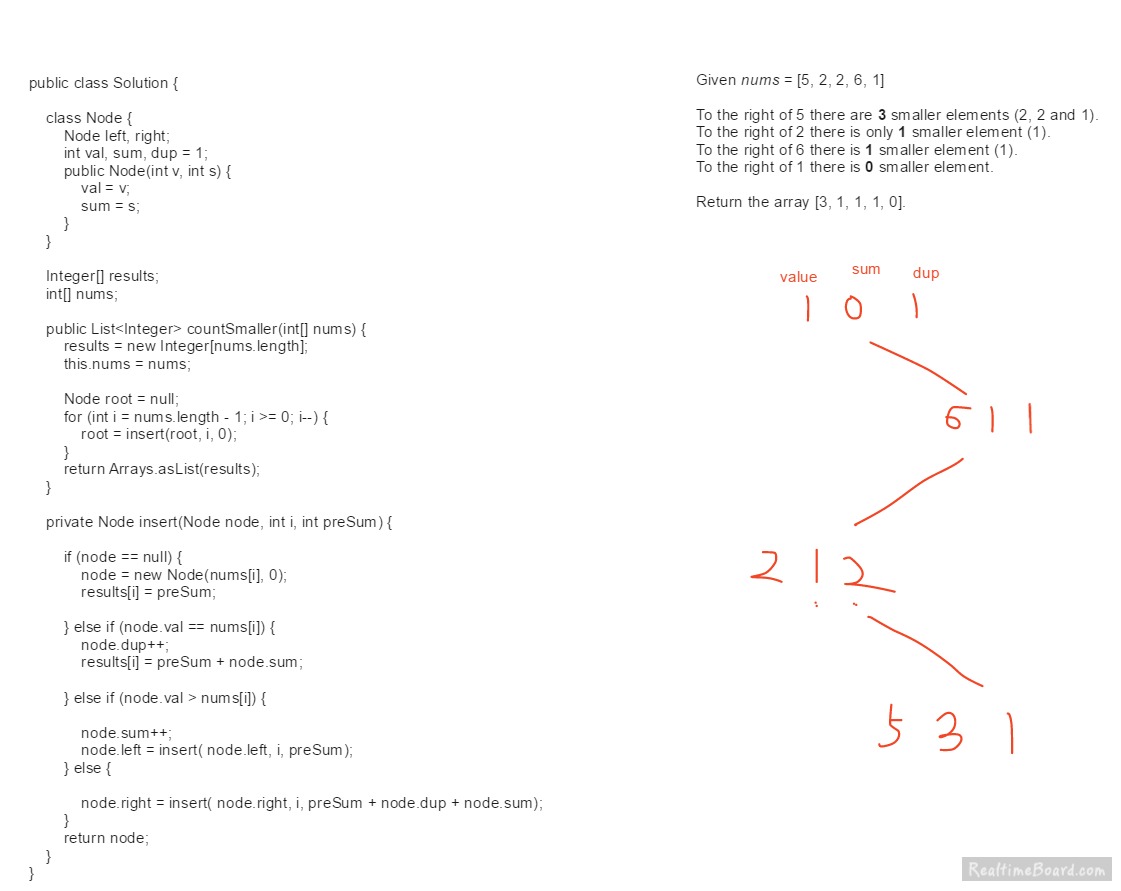 public class Solution {
class Node {
Node left, right;
int val, sum, dup = 1;
public Node(int v, int s) {
val = v;
sum = s;
}
}
Integer[] results;
int[] nums;
public List<Integer> countSmaller(int[] nums) {
results = new Integer[nums.length];
this.nums = nums;
Node root = null;
for (int i = nums.length - 1; i >= 0; i--) {
root = insert(root, i, 0);
}
return Arrays.asList(results);
}
private Node insert(Node node, int i, int preSum) {
if (node == null) {
node = new Node(nums[i], 0);
results[i] = preSum;
} else if (node.val == nums[i]) {
node.dup++;
results[i] = preSum + node.sum;
} else if (node.val > nums[i]) {
node.sum++;
node.left = insert( node.left, i, preSum);
} else {
node.right = insert( node.right, i, preSum + node.dup + node.sum);
}
return node;
}
}
Given nums = [5, 2, 2, 6, 1]
To the right of 5 there are 3 smaller elements (2, 2 and 1).
To the right of 2 there is only 1 smaller element (1).
To the right of 6 there is 1 smaller element (1).
To the right of 1 there is 0 smaller element.
Return the array [3, 1, 1, 1, 0].
value sum dup
1 0 1
6 1 1
2 1 2
5 3 1
RealtimeBoard.com